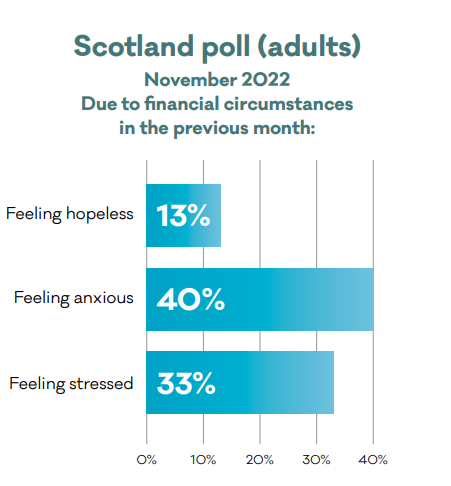 Scotland poll (adults)
November 2022
Due to financial circumstances
in the previous month:
Feeling hopeless
13%
Feeling anxious
40%
Feeling stressed
33%
0% 10% 20% 30% 40%